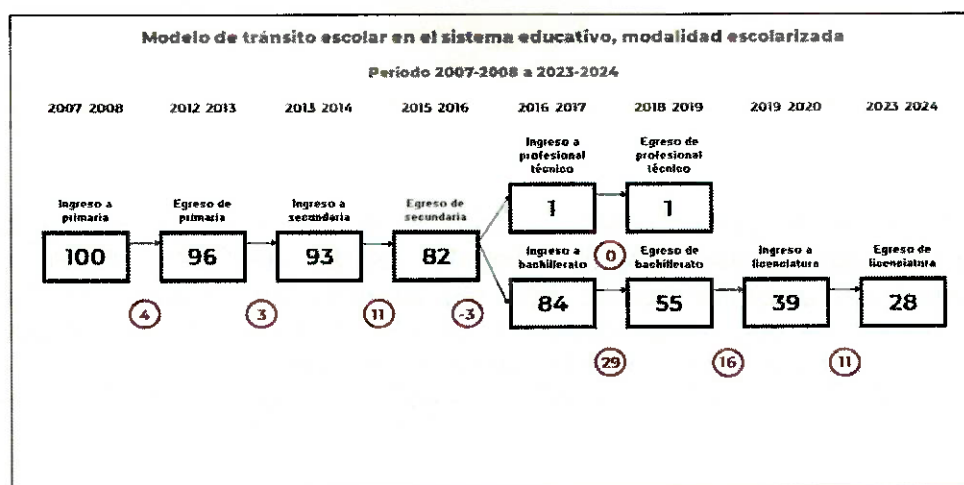 Modelo de tránsito escolar en el sistema educativo, modalidad escolarizada
Periodo 2007-2008 a 2023-2024
2007 2008 2012 2013 2013 2014 2015 2016 2016 2017 2018 2019 2019 2020 2023 2024
Ingreso a
profesional
técnico
Egreso de
profesional
técnico
1
1
Ingreso a
primaria
Egreso de
primaria
Ingreso a
secundaria
Egreso de
secundaria
100
96
93
82
0
Ingreso a
bachillerato
Egreso de
bachillerato
Ingreso a
licenciatura
Egreso de
licenciatura
84
55
39
28
4
3
11
-3
29
16
11